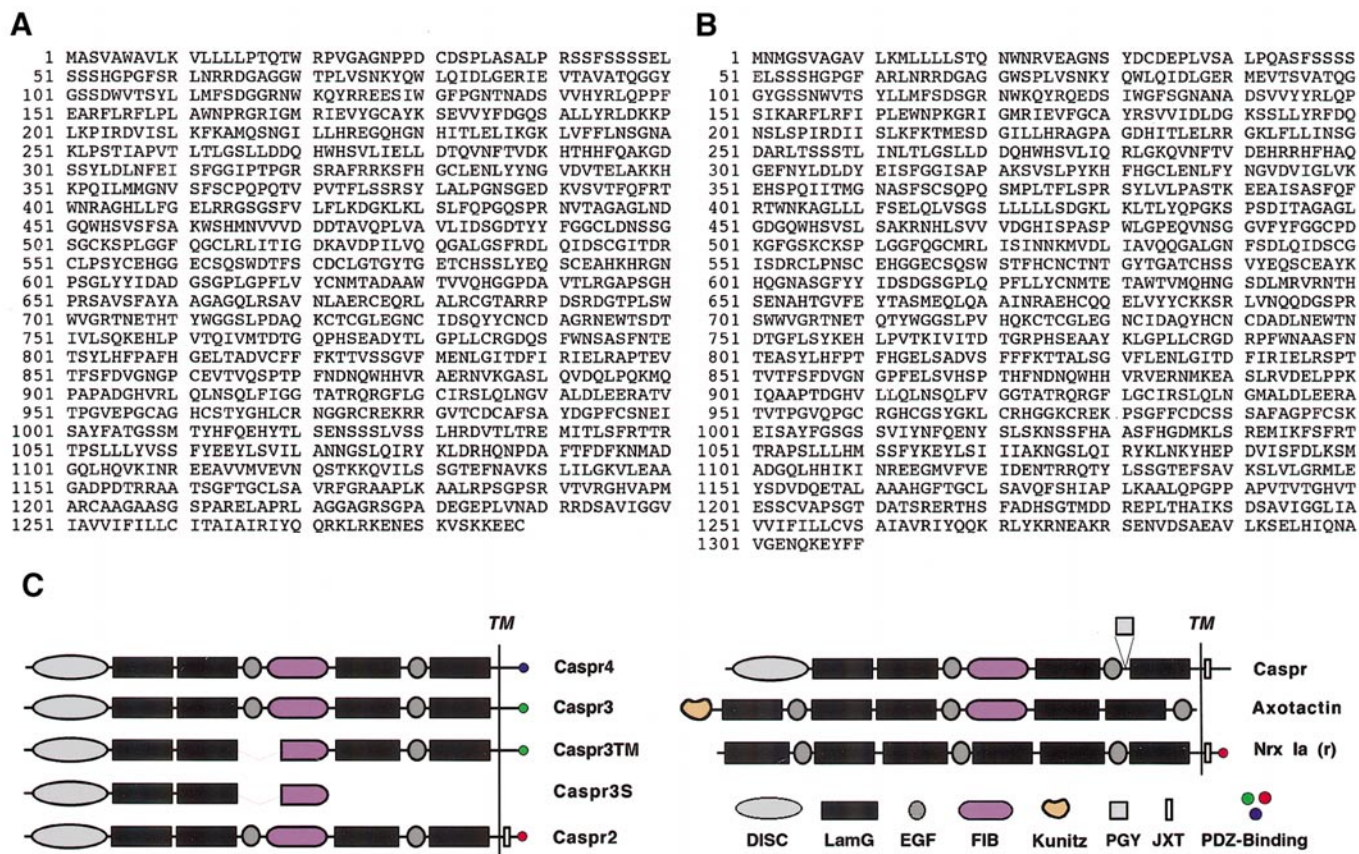 A
1 MASVAWAVLK VLLLLPTQTW RPVGAGNPPD CDSPLASALP RSSFSSSSEL
51 SSSHGPGFSR LNRRDGAGGW TPLVSNKYQW LQIDLGERIE VTAVATQGGY
101 GSSDWVTSYL LMFSDGGRNW KQYRREESIW GFPGNTNADS VVHYRLQPPF
151 EARFLRFLPL AWNPRGRIGM RIEVYGCAYK SEVVYFDGQS ALLYRLDKKP
201 LKPIRDVISL KFKAMQSNGI LLHREGQHGN HITLELIKGK LVFFLNSGNA
251 KLPSTIAPVT LTLGSLLDDQ HWHSVLIELL DTQVNFTVDK HTHHFQAKGD
301 SSYLDLNFEI SFGGIPTPGR SRAFRRKSFH GCLENLYYNG VDVTELAKKH
351 KPQILMMGNV SFSCPQPQTV PVTFLSSRSY LALPGNSGED KVSVTFQFRT
401 WNRAGHLLFG ELRRGSGSFV LFLKDGKLKL SLFQPGQSPR NVTAGAGLND
451 GQWHSVSFSA KWSHMNVVVD DDTAVQPLVA VLIDSGDTYY FGGCLDNSSG
501 SGCKSPLGGF QGCLRLITIG DKAVDPILVQ QGALGSFRDL QIDSCGITDR
551 CLPSYCEHGG ECSQSWDTFS CDCLGTGYTG ETCHSSLYEQ SCEAHKHRGN
601 PSGLYYIDAD GSGPLGPFLV YCNMTADAAW TVVQHGGPDA VTLRGAPSGH
651 PRSAVSFAYA AGAGQLRSAV NLAERCEQRL ALRCGTARRP DSRDGTPLSW
701 WVGRTNETHT YWGGSLPDAQ KCTCGLEGNC IDSQYYCNCD AGRNEWTSDT
751 IVLSQKEHLP VTQIVMTDTG QPHSEADYTL GPLLCRGDQS FWNSASFNTE
801 TSYLHFPAFH GELTADVCFF FKTTVSSGVF MENLGITDFI RIELRAPTEV
851 TFSFDVGNGP CEVTVQSPTP FNDNQWHHVR AERNVKGASL QVDQLPQKMQ
901 PAPADGHVRL QLNSQLFIGG TATRQRGFLG CIRSLQLNGV ALDLEERATV
951 TPGVEPGCAG HCSTYGHLCR NGGRCREKRR GVTCDCAFSA YDGPFCSNEI
1001 SAYFATGSSM TYHFQEHYTL SENSSSLVSS LHRDVTLTRE MITLSFRTTR
1051 TPSLLLYVSS FYEEYLSVIL ANNGSLQIRY KLDRHQNPDA FTFDFKNMAD
1101 GQLHQVKINR EEAVVMVEVN QSTKKQVILS SGTEFNAVKS LILGKVLEAA
1151 GADPDTRRAA TSGFTGCLSA VRFGRAAPLK AALRPSGPSR VTVRGHVAPM
1201 ARCAAGAASG SPARELAPRL AGGAGRSGPA DEGEPLVNAD RRDSAVIGGV
1251 IAVVIFILLC ITAIAIRIYQ QRKLRKENES KVSKKEEC
B
1 MNMGSVAGAV LKMLLLLSTQ NWNRVEAGNS YDCDEPLVSA LPQASFSSSS
51 ELSSSHGPGF ARLNRRDGAG GWSPLVSNKY QWLQIDLGER MEVTSVATQG
101 GYGSSNWVTS YLLMFSDSGR NWKQYRQEDS IWGFSGNANA DSVVYYRLQP
151 SIKARFLRFI PLEWNPKGRI GMRIEVFGCA YRSVVIDLDG KSSLLYRFDQ
201 NSLSPIRDII SLKFKTMESD GILLHRAGPA GDHITLELRR GKLFLLINSG
251 DARLTSSSTL INLTLGSLLD DQHWHSVLIQ RLGKQVNFTV DEHRRHFHAQ
301 GEFNYLDLDY EISFGGISAP AKSVSLPYKH FHGCLENLFY NGVDVIGLVK
351 EHSPQIITMG NASFSCSQPQ SMPLTFLSPR SYLVLPASTK EEAISASFQF
401 RTWNKAGLLL FSELQLVSGS LLLLLSDGKL KLTLYQPGKS PSDITAGAGL
451 GDGQWHSVSL SAKRNHLSVV VDGHISPASP WLGPEQVNSG GVFYFGGCPD
501 KGFGSKCKSP LGGFQGCMRL ISINNKMVDL IAVQQGALGN FSDLQIDSCG
551 ISDRCLPNSC EHGGECSQSW STFHCNCTNT GYTGATCHSS VYEQSCEAYK
601 HQGNASGFYY IDSDGSGPLQ PFLLYCNMTE TAWTVMQHNG SDLMRVRNTH
651 SENAHTGVFE YTASMEQLQA AINRAEHCQQ ELVYYCKKSR LVNQQDGSPR
701 SWWVGRTNET QTYWGGSLPV HQKCTCGLEG NCIDAQYHCN CDADLNEWTN
751 DTGFLSYKEH LPVTKIVITD TGRPHSEAAY KLGPLLCRGD RPFWNAASFN
801 TEASYLHFPT FHGELSADVS FFFKTTALSG VFLENLGITD FIRIELRSPT
851 TVTFSFDVGN GPFELSVHSP THFNDNQWHH VRVERNMKEA SLRVDELPPK
901 IQAAPTDGHV LLQLNSQLFV GGTATRQRGF LGCIRSLQLN GMALDLEERA
951 TVTPGVQPGC RGHCGSYGKL CRHGGKCREK PSGFFCDCSS SAFAGPFCSK
1001 EISAYFGSGS SVIYNFQENY SLSKNSSFHA ASFHGDMKLS REMIKFSFRT
1051 TRAPSLLLHM SSFYKEYLSI IIAKNGSLQI RYKLNKYHEP DVISFDLKSM
1101 ADGQLHHIKI NREEGMVFVE IDENTRRQTY LSSGTEFSAV KSLVLGRMLE
1151 YSDVDQETAL AAAHGFTGCL SAVQFSHIAP LKAALQPGPP APVTVTGHVT
1201 ESSCVAPSGT DATSRERTHS FADHSGTMDD REPLTHAIKS DSAVIGGLIA
1251 VVIFILLCVS AIAVRIYQQK RLYKRNEAKR SENVDSAEAV LKSELHIQNA
1301 VGENQKEYFF
C
TM
Caspr4
Caspr3
Caspr3TM
Caspr3S
Caspr2
TM
Caspr
Axotactin
Nrx Ia (r)
DISC LamG EGF FIB Kunitz PGY JXT PDZ-Binding